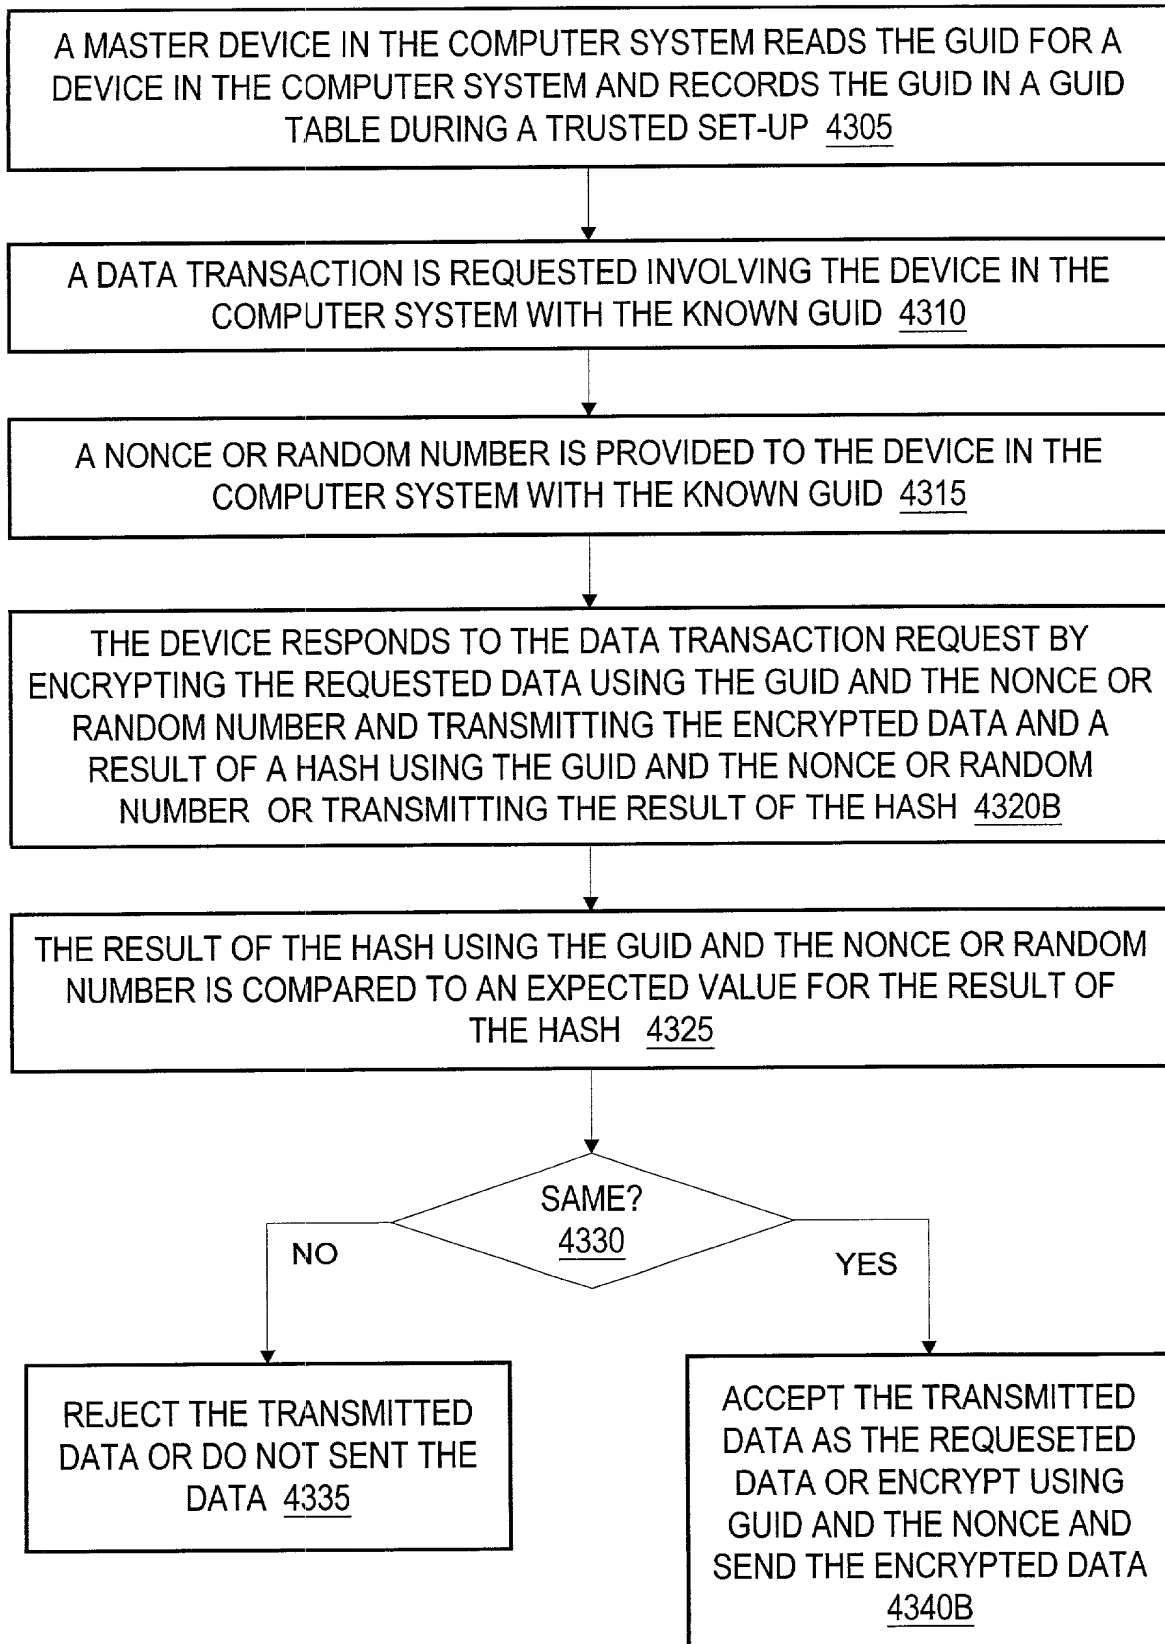 A MASTER DEVICE IN THE COMPUTER SYSTEM READS THE GUID FOR A
DEVICE IN THE COMPUTER SYSTEM AND RECORDS THE GUID IN A GUID
TABLE DURING A TRUSTED SET-UP 4305
A DATA TRANSACTION IS REQUESTED INVOLVING THE DEVICE IN THE
COMPUTER SYSTEM WITH THE KNOWN GUID 4310
A NONCE OR RANDOM NUMBER IS PROVIDED TO THE DEVICE IN THE
COMPUTER SYSTEM WITH THE KNOWN GUID 4315
THE DEVICE RESPONDS TO THE DATA TRANSACTION REQUEST BY
ENCRYPTING THE REQUESTED DATA USING THE GUID AND THE NONCE OR
RANDOM NUMBER AND TRANSMITTING THE ENCRYPTED DATA AND A
RESULT OF A HASH USING THE GUID AND THE NONCE OR RANDOM
NUMBER OR TRANSMITTING THE RESULT OF THE HASH 4320B
THE RESULT OF THE HASH USING THE GUID AND THE NONCE OR RANDOM
NUMBER IS COMPARED TO AN EXPECTED VALUE FOR THE RESULT OF
THE HASH 4325
SAME?
4330
NO
YES
REJECT THE TRANSMITTED
DATA OR DO NOT SENT THE
DATA 4335
ACCEPT THE TRANSMITTED
DATA AS THE REQUESETED
DATA OR ENCRYPT USING
GUID AND THE NONCE AND
SEND THE ENCRYPTED DATA
4340B